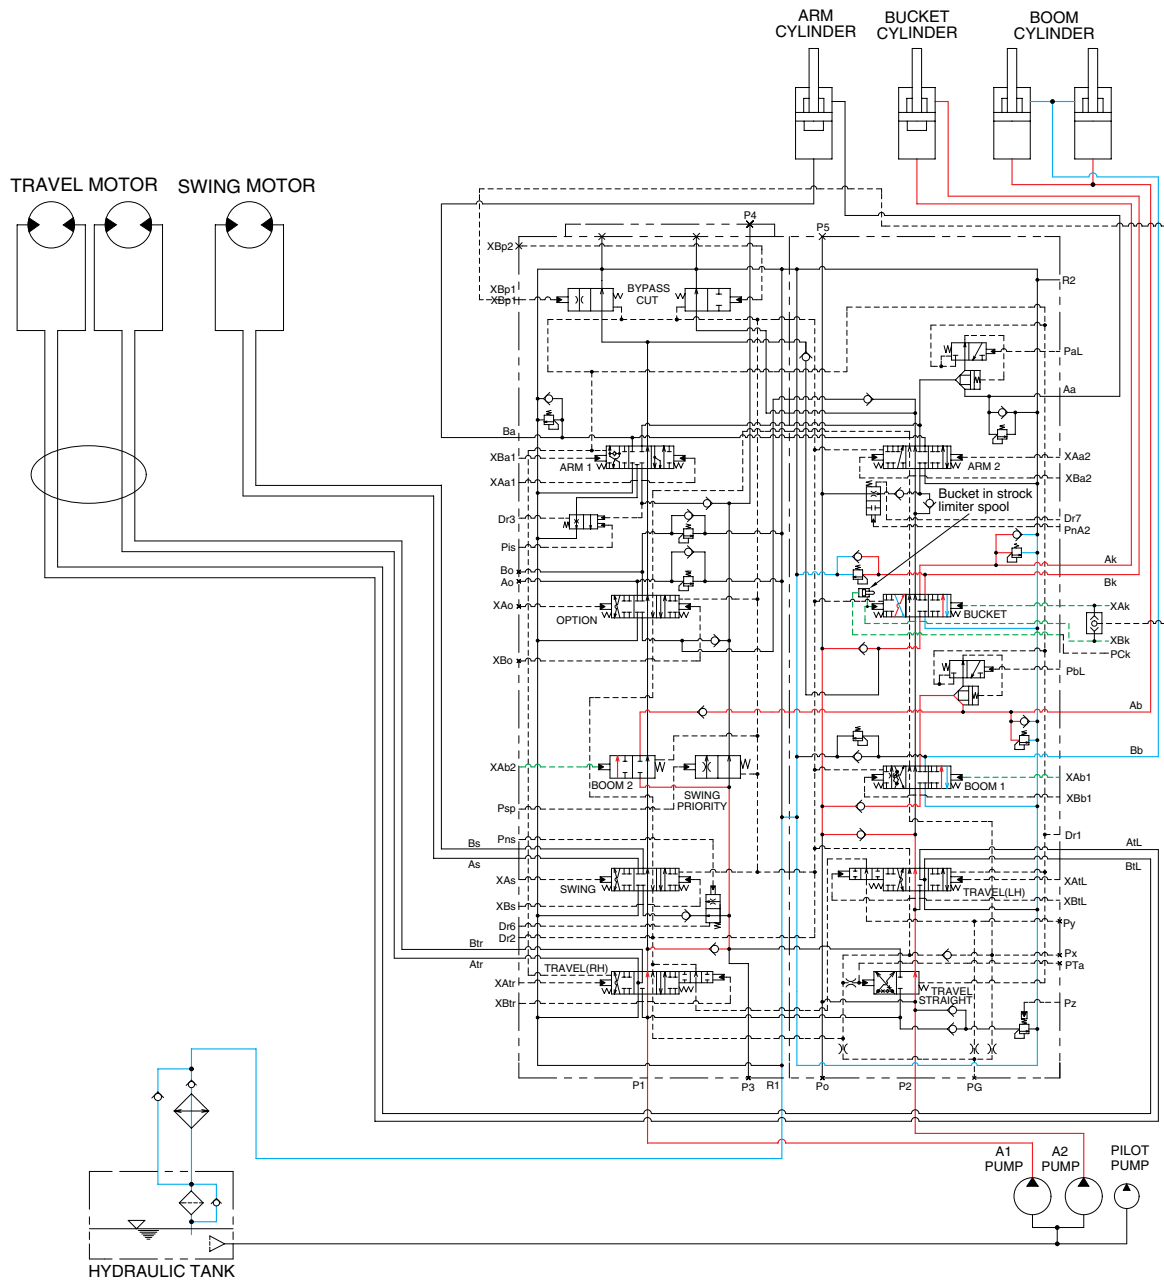 ARM
CYLINDER
BUCKET
CYLINDER
BOOM
CYLINDER
TRAVEL MOTOR
SWING MOTOR
P4
P5
XBp2
R2
XBp1
XBp1
BYPASS
CUT
PaL
Aa
Ba
XBa1
ARM 1
ARM 2
XAa2
XAa1
XBa2
Bucket in strock
limiter spool
Dr3
Dr7
PnA2
Pis
Ak
Bo
Ao
Bk
XAo
OPTION
BUCKET
XAk
XBk
PCk
XBo
PbL
Ab
Bb
XAb2
BOOM 2
SWING
PRIORITY
BOOM 1
XAb1
XBb1
Psp
Pns
Dr1
Bs
AtL
As
BtL
XAs
SWING
TRAVEL(LH)
XAtL
XBs
XBtL
Dr6
Py
Dr2
Btr
Px
Atr
TRAVEL(RH)
PTa
XAtr
TRAVEL
STRAIGHT
XBtr
Pz
P1
P3
R1
Po
P2
PG
A1
PUMP
A2
PUMP
PILOT
PUMP
HYDRAULIC TANK